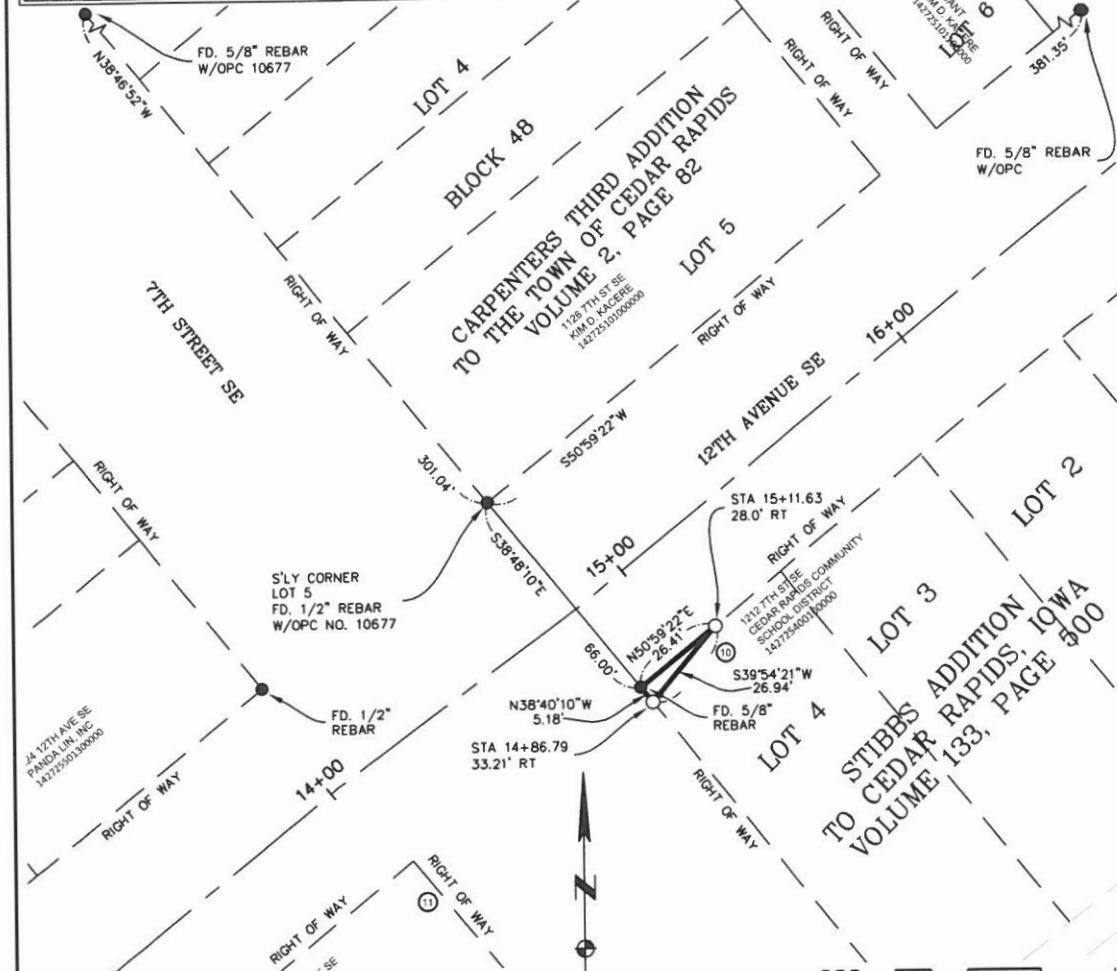 FD. 5/8" REBAR
W/OPC 10677
N38°46'52"W
LOT 4
BLOCK 48
CARPENTERS THIRD ADDITION
TO THE TOWN OF CEDAR RAPIDS
VOLUME 2, PAGE 82
1126 7TH ST SE
KIM D. KACERE
142725101000000
LOT 5
RIGHT OF WAY
RIGHT OF WAY
LOT 6
381.35'
FD. 5/8" REBAR
W/OPC
7TH STREET SE
RIGHT OF WAY
RIGHT OF WAY
S50°59'22"W
12TH AVENUE SE
16+00
301.04'
S'LY CORNER
LOT 5
FD. 1/2" REBAR
W/OPC NO. 10677
S38°48'10"E
66.00'
15+00
STA 15+11.63
28.0' RT
RIGHT OF WAY
1212 7TH ST SE
CEDAR RAPIDS COMMUNITY
SCHOOL DISTRICT
LOT 2
LOT 3
LOT 4
STIBBS ADDITION
TO CEDAR RAPIDS, IOWA
VOLUME 133, PAGE 500
N50°59'22"E
26.41'
10
S39°54'21"W
26.94'
N38°40'10"W
5.18'
FD. 5/8"
REBAR
STA 14+86.79
33.21' RT
RIGHT OF WAY
RIGHT OF WAY
FD. 1/2"
REBAR
24 12TH AVE SE
PANDA LIN, INC
142725501300000
RIGHT OF WAY
14+00
RIGHT OF WAY
RIGHT OF WAY
11
SE
N